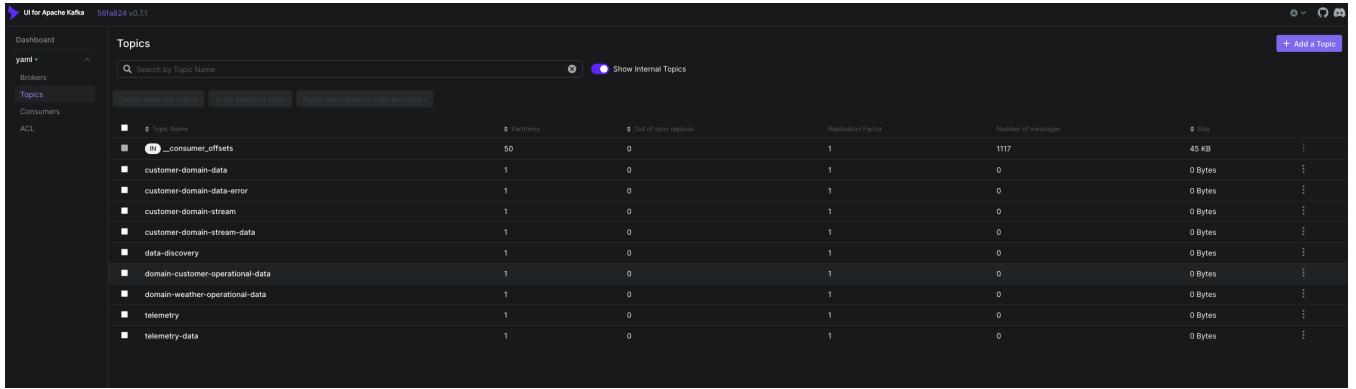 UI for Apache Kafka 56fa824 v0.7.1
Dashboard
yaml
Brokers
Topics
Consumers
ACL
Topics
+ Add a Topic
Search by Topic Name
Show Internal Topics
Delete selected topics Copy selected topic Purge messages of selected topics
Topic Name Partitions Out of sync replicas Replication Factor Number of messages Size
IN __consumer_offsets 50 0 1 1117 45 KB
customer-domain-data 1 0 1 0 0 Bytes
customer-domain-data-error 1 0 1 0 0 Bytes
customer-domain-stream 1 0 1 0 0 Bytes
customer-domain-stream-data 1 0 1 0 0 Bytes
data-discovery 1 0 1 0 0 Bytes
domain-customer-operational-data 1 0 1 0 0 Bytes
domain-weather-operational-data 1 0 1 0 0 Bytes
telemetry 1 0 1 0 0 Bytes
telemetry-data 1 0 1 0 0 Bytes